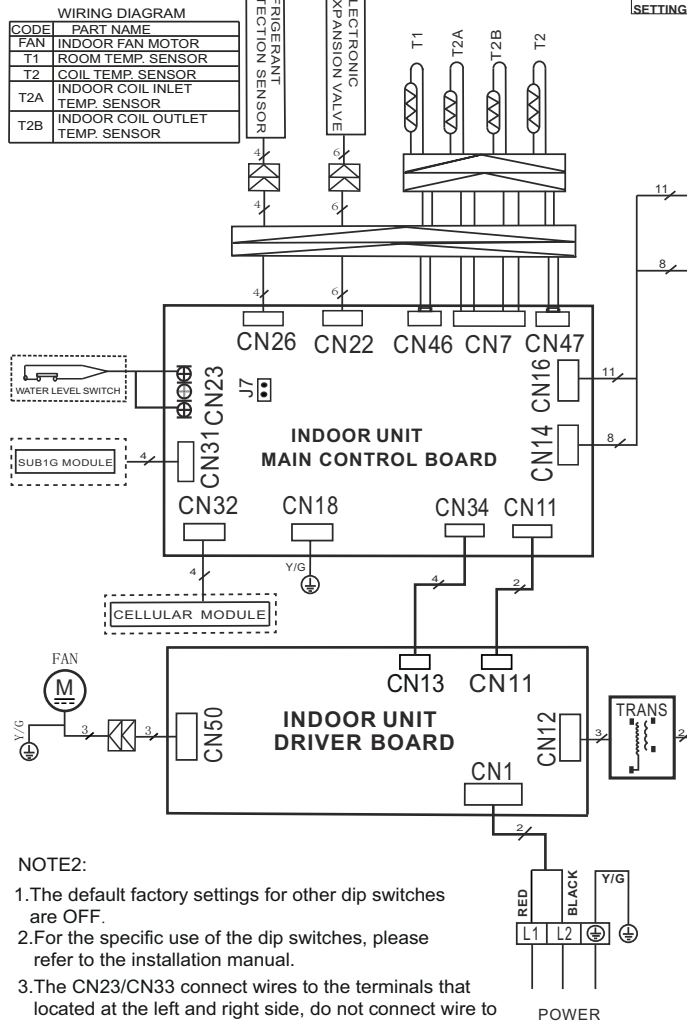 WIRING DIAGRAM
CODE PART NAME
FAN INDOOR FAN MOTOR
T1 ROOM TEMP. SENSOR
T2 COIL TEMP. SENSOR
T2A INDOOR COIL INLET
TEMP. SENSOR
T2B INDOOR COIL OUTLET
TEMP. SENSOR
SENSOR
VALVE
SETTING
T1 T2A T2B T2
4 6
4 6
11
8
4 6
CN26 CN22 CN46 CN7 CN47
WATER LEVEL SWITCH
CN23
J7
CN16
11
INDOOR UNIT
MAIN CONTROL BOARD
SUB1G MODULE
4
CN31
CN14
8
CN32 CN18 CN34 CN11
4
Y/G
4 2
CELLULAR MODULE
FAN
M
Y/G
3 3
CN50
CN13 CN11
INDOOR UNIT
DRIVER BOARD
CN12
3
TRANS
2
CN1
2
RED
BLACK
Y/G
L1 L2
POWER
NOTE2:
1.The default factory settings for other dip switches
are OFF.
2.For the specific use of the dip switches, please
refer to the installation manual.
3.The CN23/CN33 connect wires to the terminals that
located at the left and right side, do not connect wire to